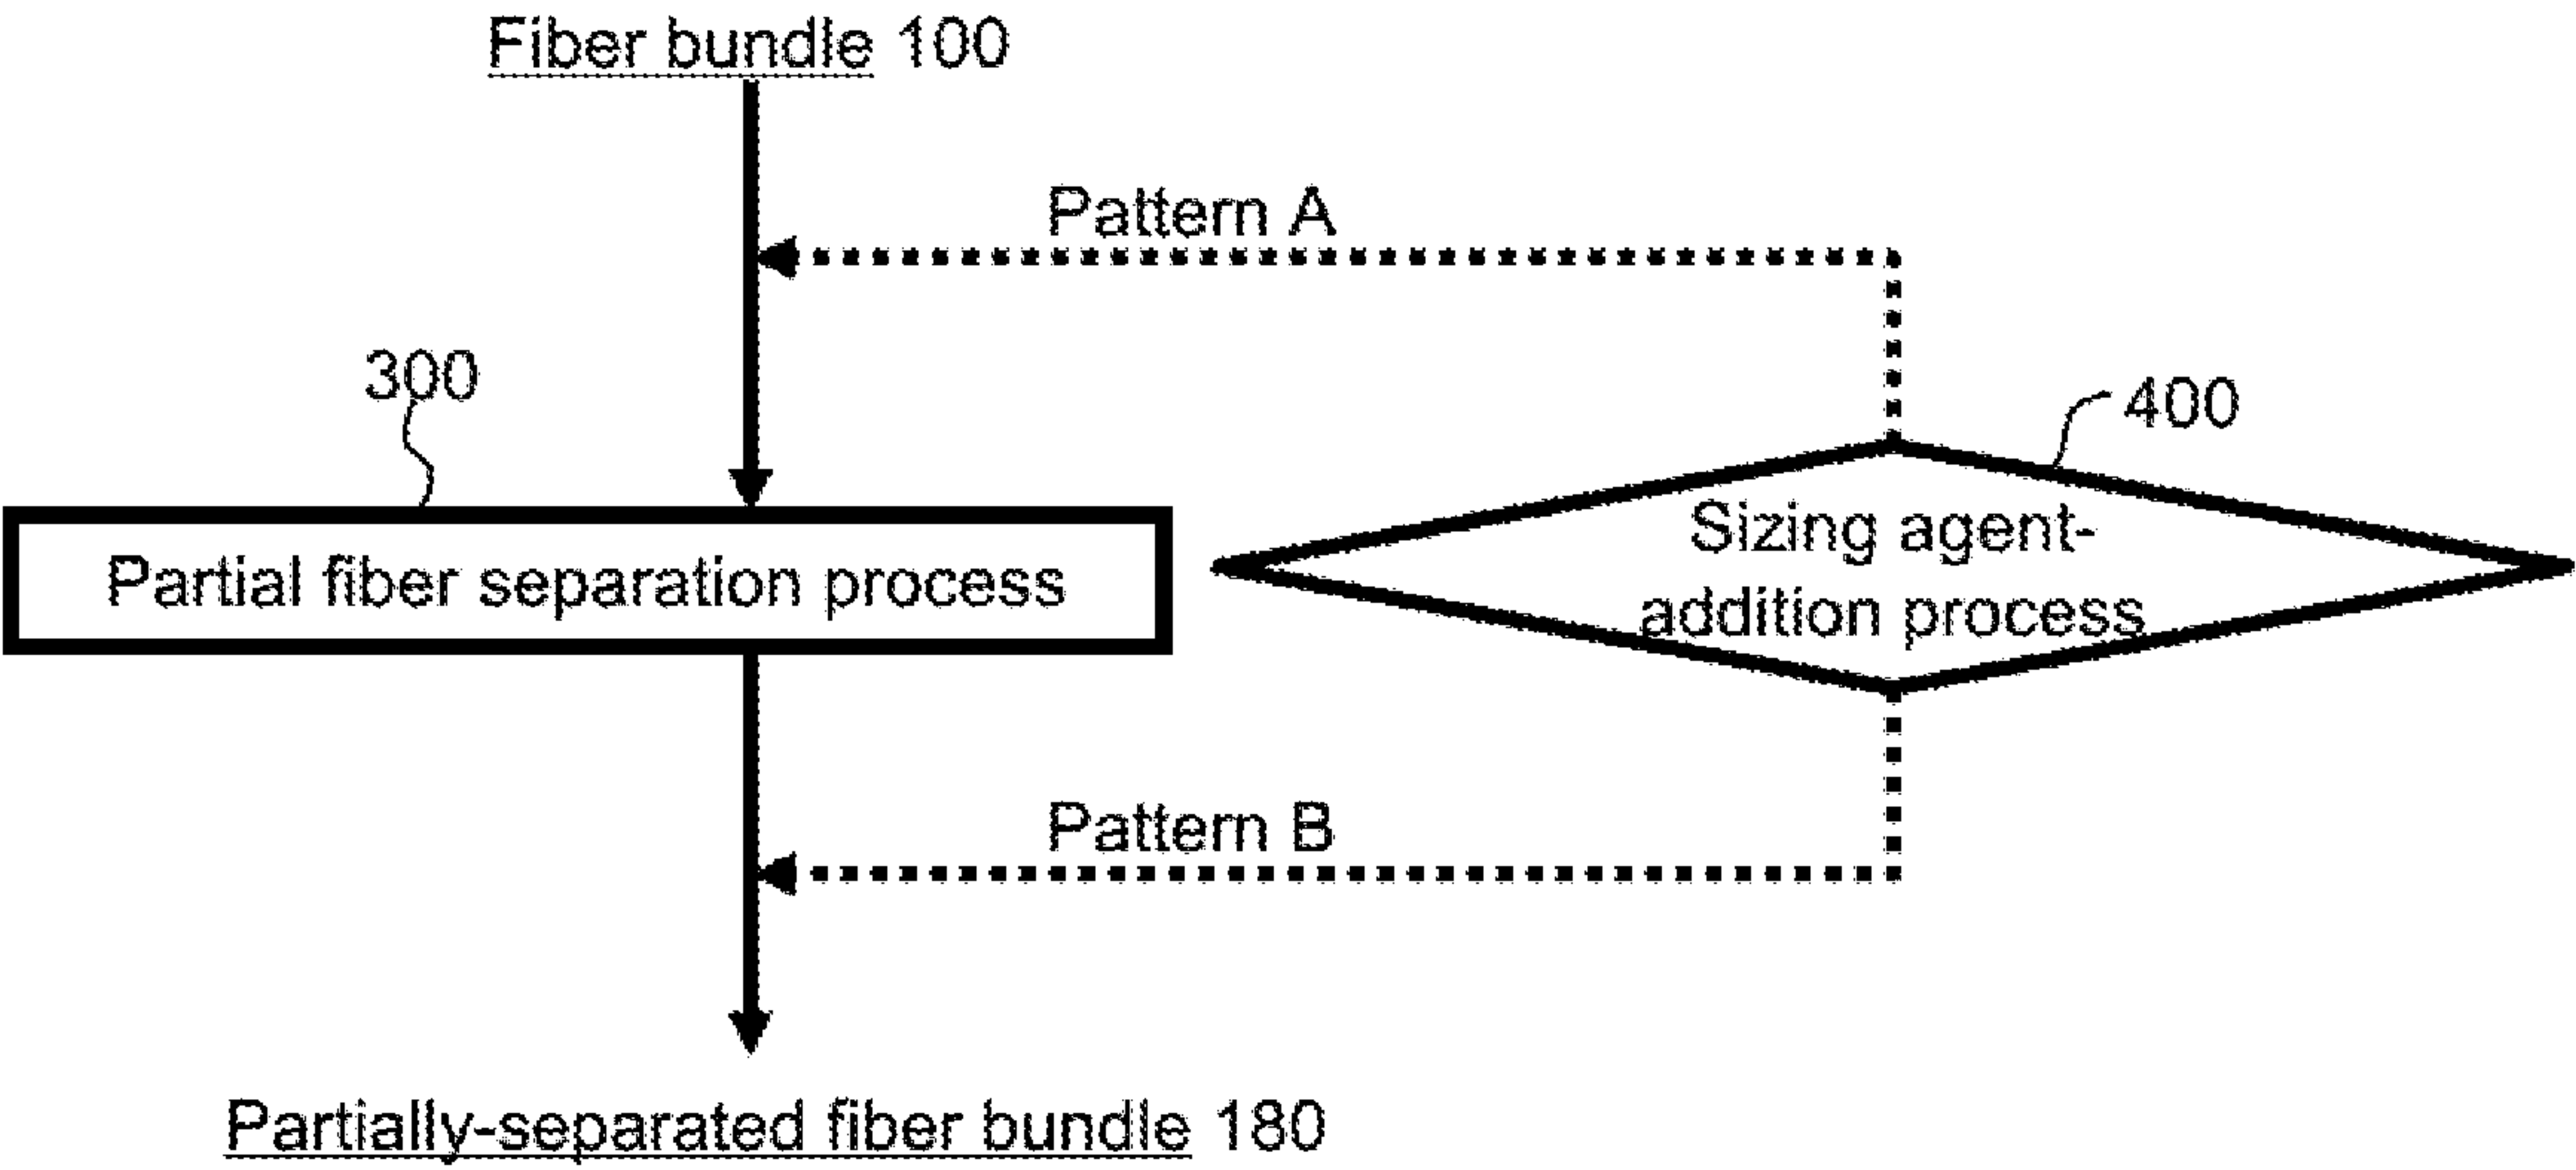 Fiber bundle 100
Pattern A
300
400
Partial fiber separation process
Sizing agent-
addition process
Pattern B
Partially-separated fiber bundle 180